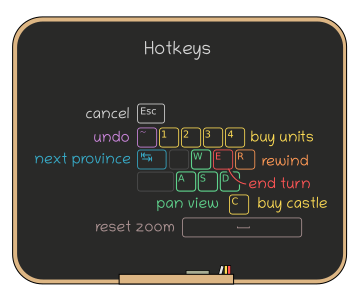 Hotkeys
cancel Esc
undo ~ 1 2 3 4 buy units
next province W E R rewind
A S D end turn
pan view C buy castle
reset zoom